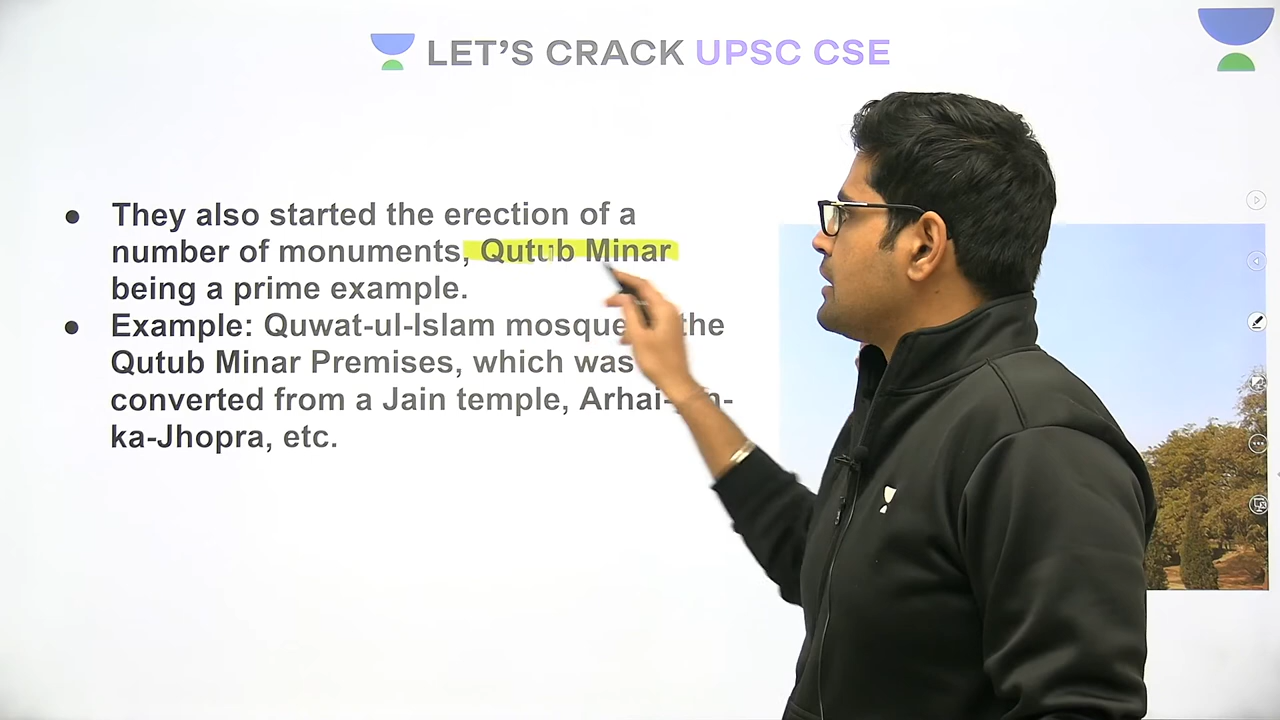 LET'S CRACK UPSC CSE
● They also started the erection of a
number of monuments, Qutub Minar
being a prime example.
● Example: Quwat-ul-Islam mosque the
Qutub Minar Premises, which was
converted from a Jain temple, Arhai-
ka-Jhopra, etc.